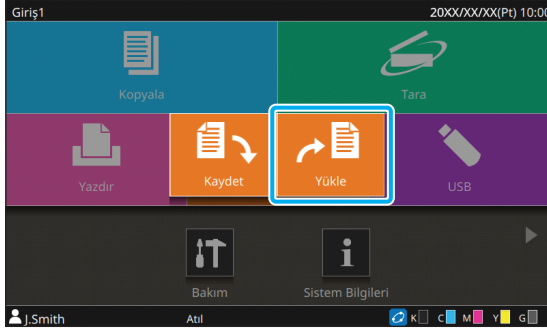 Giriş1 20XX/XX/XX(Pt) 10:00
Kopyala Tara
Yazdır Kaydet Yükle USB
Bakım Sistem Bilgileri
J.Smith Atıl K C M Y G